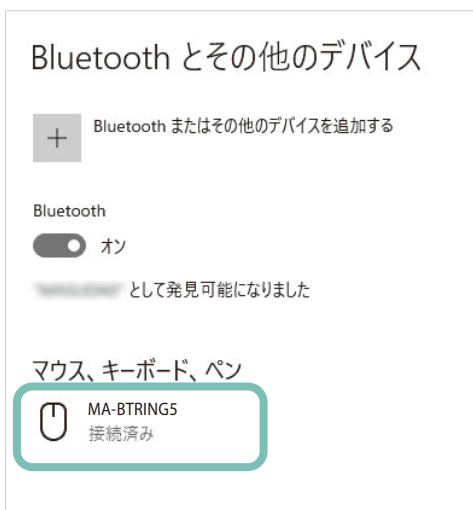 Bluetooth とその他のデバイス
Bluetooth またはその他のデバイスを追加する
Bluetooth
オン
として発見可能になりました
マウス、キーボード、ペン
MA-BTRING5
接続済み